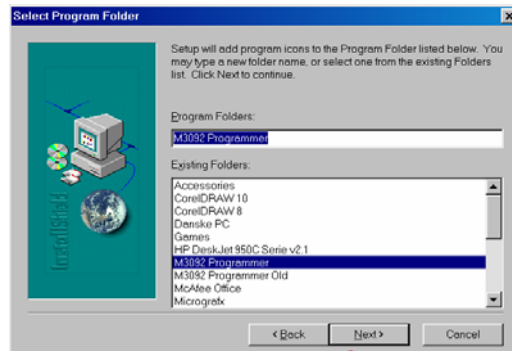 Select Program Folder
Setup will add program icons to the Program Folder listed below. You
may type a new folder name, or select one from the existing Folders
list. Click Next to continue.
Program Folders:
M3092 Programmer
Existing Folders:
Accessories
CorelDRAW 10
CorelDRAW 8
Danske PC
Games
HP DeskJet 950C Serie v2.1
M3092 Programmer
M3092 Programmer Old
McAfee Office
Micrografx
InstallShield
< Back
Next >
Cancel